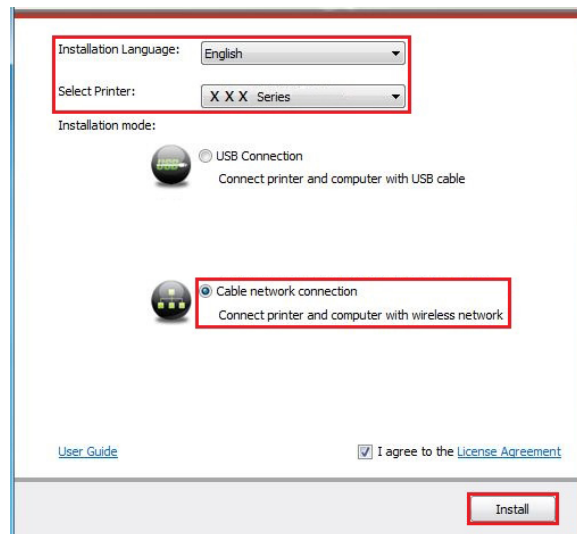 Installation Language: English
Select Printer: X X X Series
Installation mode:
USB Connection
Connect printer and computer with USB cable
Cable network connection
Connect printer and computer with wireless network
User Guide I agree to the License Agreement
Install